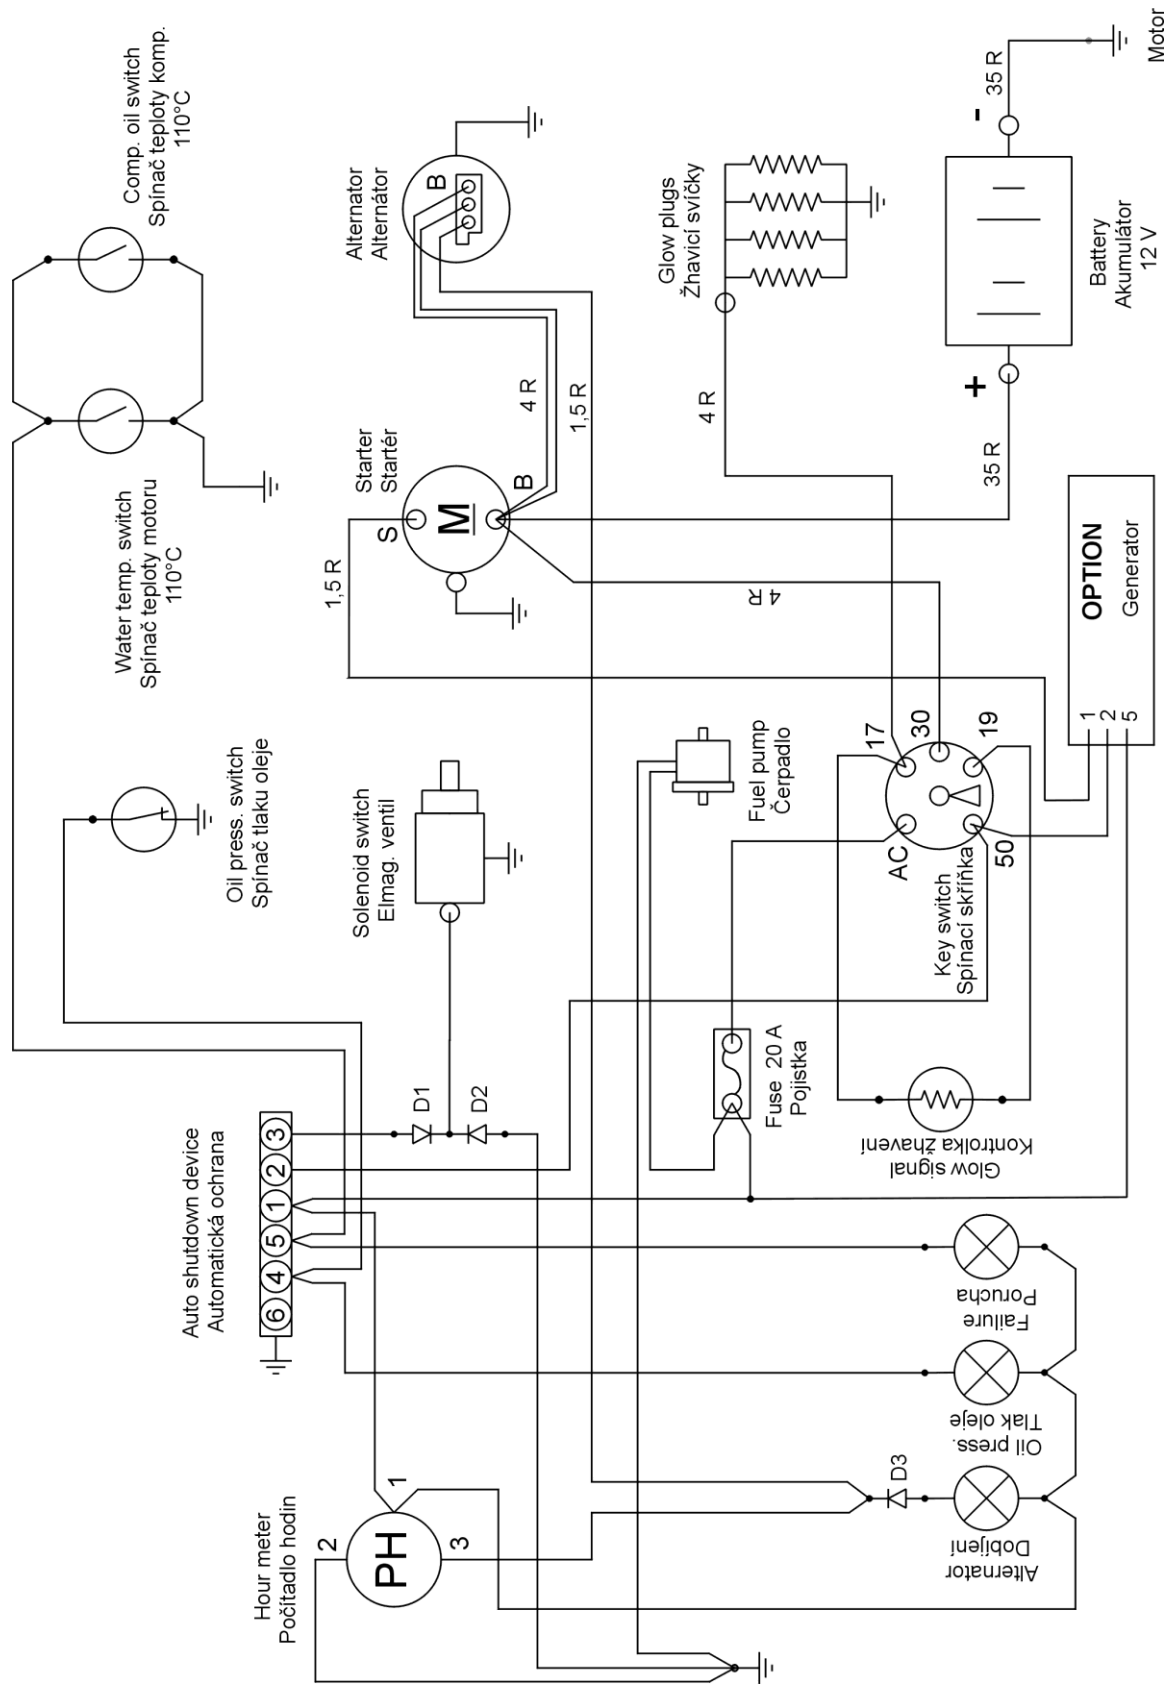 Comp. oil switch
Spínač teploty komp.
110°C
Water temp. switch
Spínač teploty motoru
110°C
Oil press. switch
Spínač tlaku oleje
Auto shutdown device
Automatická ochrana
6
4
5
1
2
3
Hour meter
Počítadlo hodin
PH
1
2
3
Alternator
Alternátor
B
Starter
Startér
S
M
B
4 R
1,5 R
1,5 R
4 R
Solenoid switch
Elmag. ventil
D1
D2
Glow plugs
Žhavicí svíčky
4 R
Motor
35 R
-
+
35 R
Battery
Akumulátor
12 V
Fuel pump
Čerpadlo
Fuse 20 A
Pojistka
Key switch
Spínací skříňka
AC
17
30
19
50
OPTION
Generator
1
2
5
Glow signal
Kontrolka žhavení
Failure
Porucha
Oil press.
Tlak oleje
Alternator
Dobíjení
D3